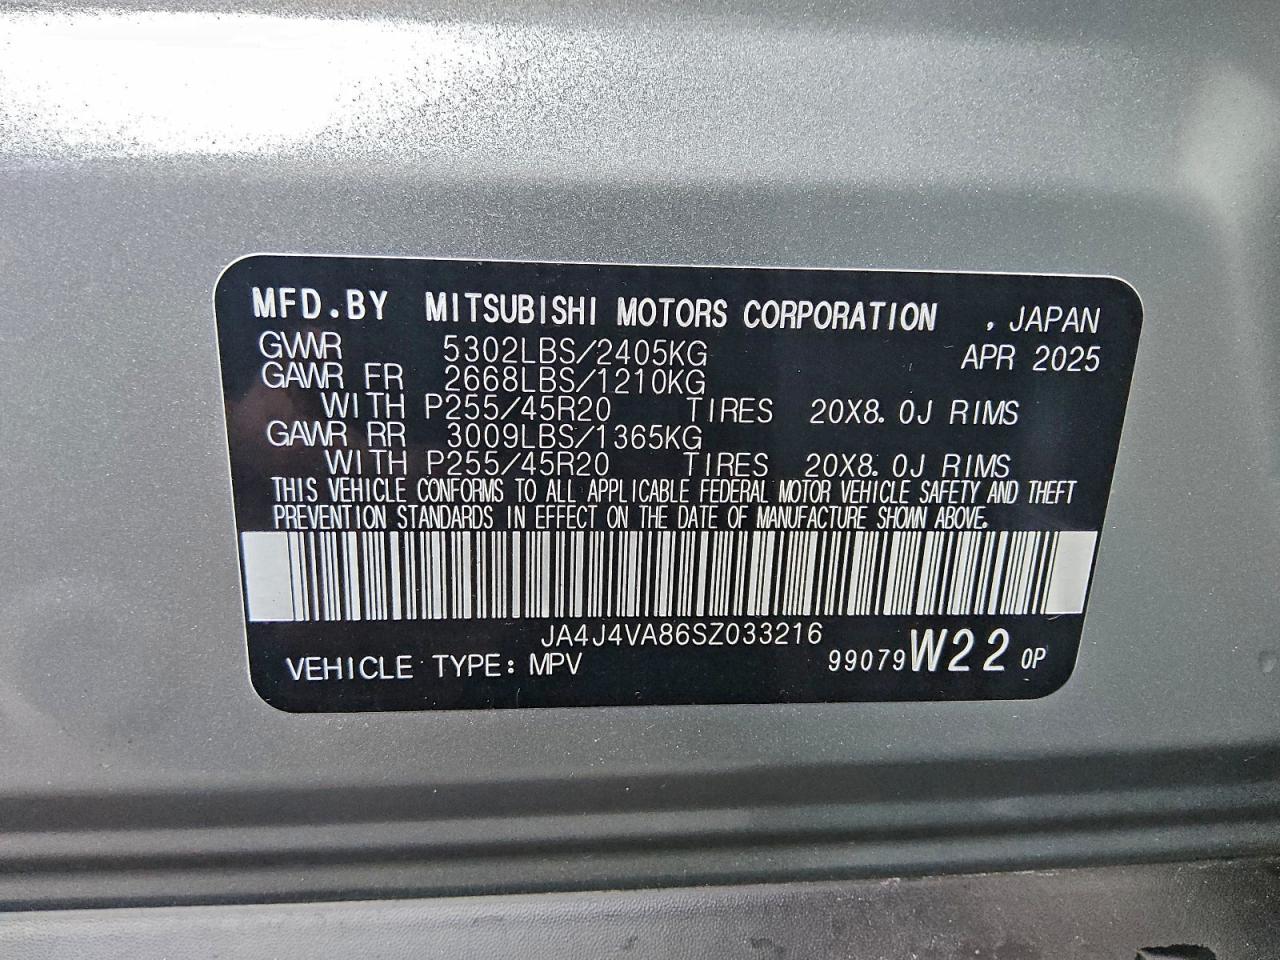 MFD.BY MITSUBISHI MOTORS CORPORATION , JAPAN
GVWR 5302LBS/2405KG APR 2025
GAWR FR 2668LBS/1210KG
WITH P255/45R20 TIRES 20X8.0J RIMS
GAWR RR 3009LBS/1365KG
WITH P255/45R20 TIRES 20X8.0J RIMS
THIS VEHICLE CONFORMS TO ALL APPLICABLE FEDERAL MOTOR VEHICLE SAFETY AND THEFT
PREVENTION STANDARDS IN EFFECT ON THE DATE OF MANUFACTURE SHOWN ABOVE.
JA4J4VA86SZ033216
VEHICLE TYPE: MPV 99079 W22 0P